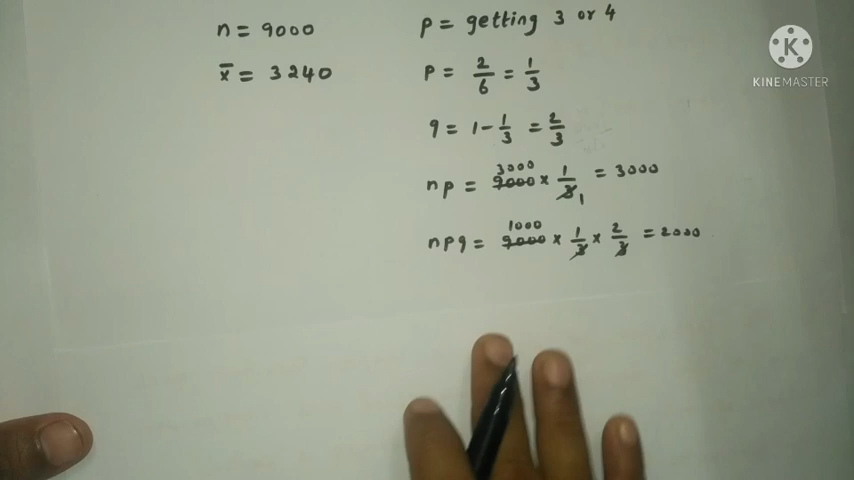 n = 9000
x̄ = 3240
p = getting 3 or 4
p = 2/6 = 1/3
q = 1 - 1/3 = 2/3
np = 3000 9000 × 1/3 1 = 3000
npq = 1000 9000 × 1/3 × 2/3 = 2000
K
KINEMASTER